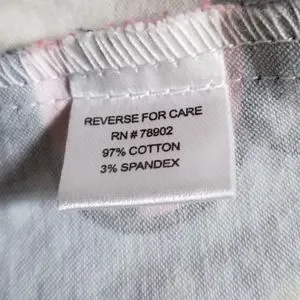 REVERSE FOR CARE
RN # 78902
97% COTTON
3% SPANDEX